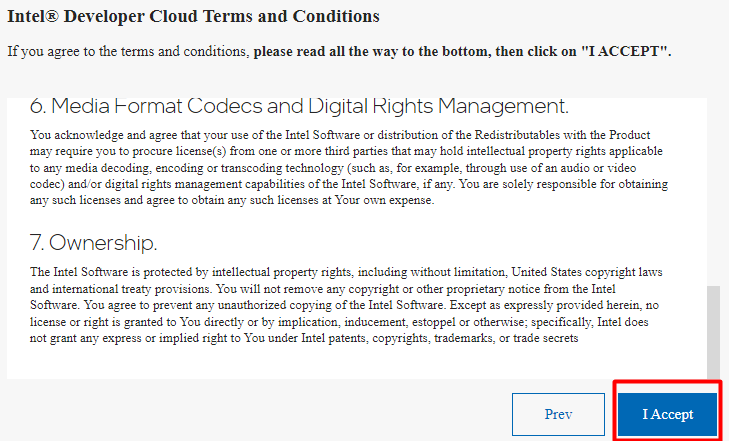 Intel® Developer Cloud Terms and Conditions
If you agree to the terms and conditions, please read all the way to the bottom, then click on "I ACCEPT".
6. Media Format Codecs and Digital Rights Management.
You acknowledge and agree that your use of the Intel Software or distribution of the Redistributables with the Product
may require you to procure license(s) from one or more third parties that may hold intellectual property rights applicable
to any media decoding, encoding or transcoding technology (such as, for example, through use of an audio or video
codec) and/or digital rights management capabilities of the Intel Software, if any. You are solely responsible for obtaining
any such licenses and agree to obtain any such licenses at Your own expense.
7. Ownership.
The Intel Software is protected by intellectual property rights, including without limitation, United States copyright laws
and international treaty provisions. You will not remove any copyright or other proprietary notice from the Intel
Software. You agree to prevent any unauthorized copying of the Intel Software. Except as expressly provided herein, no
license or right is granted to You directly or by implication, inducement, estoppel or otherwise; specifically, Intel does
not grant any express or implied right to You under Intel patents, copyrights, trademarks, or trade secrets
Prev
I Accept